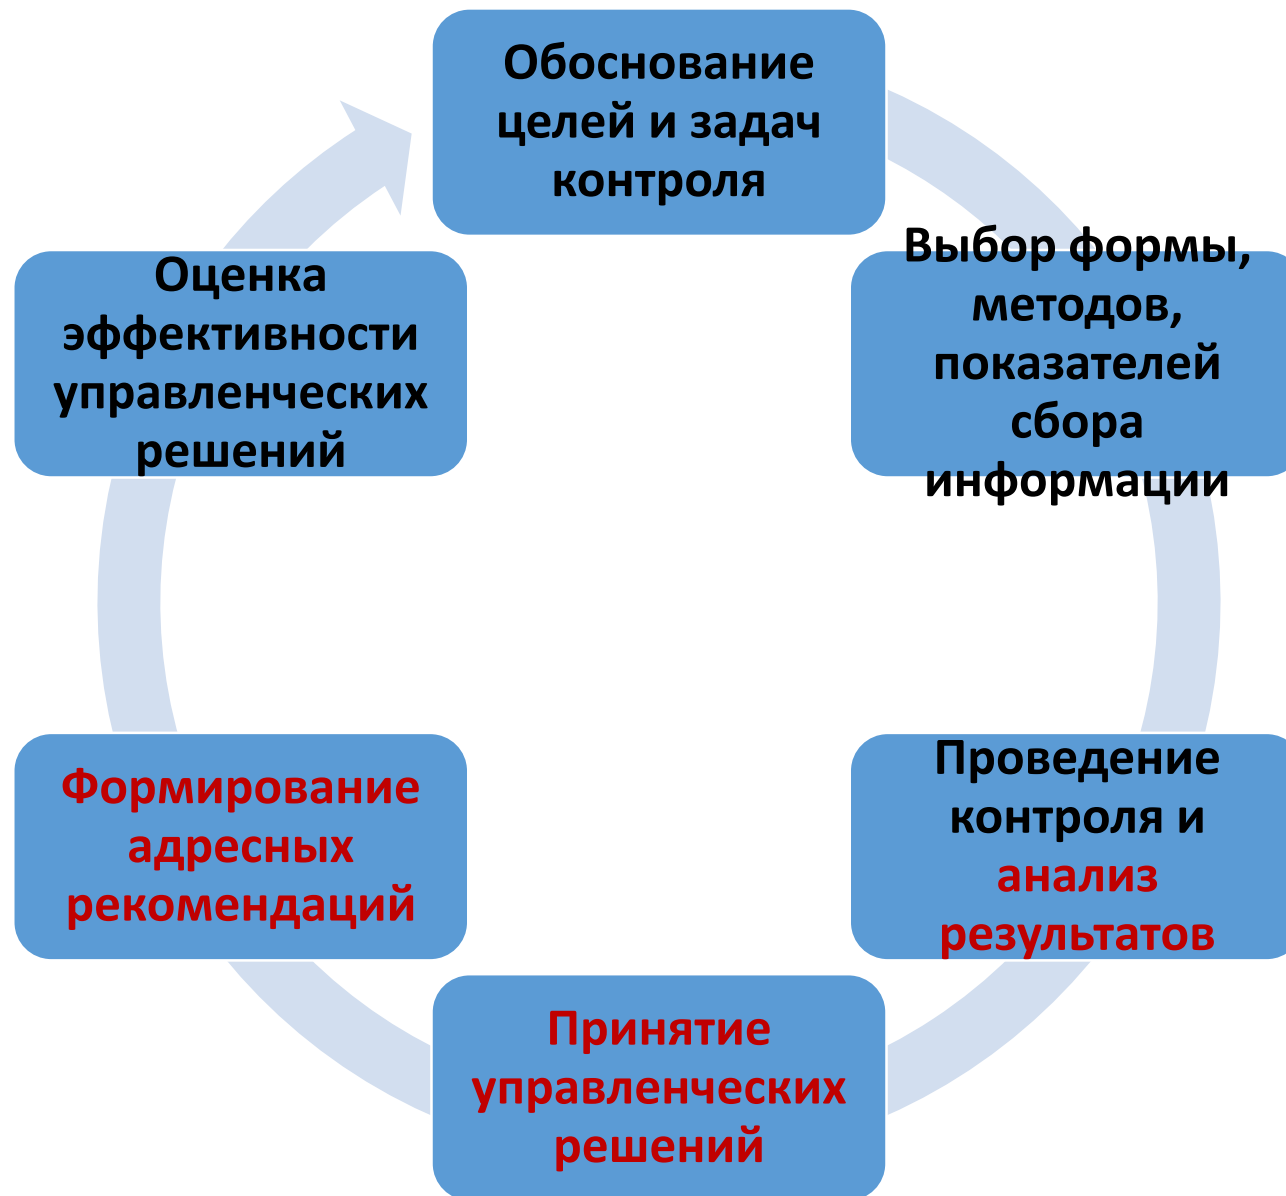 Обоснование
целей и задач
контроля
Выбор формы,
методов,
показателей
сбора
информации
Проведение
контроля и
анализ
результатов
Принятие
управленческих
решений
Формирование
адресных
рекомендаций
Оценка
эффективности
управленческих
решений